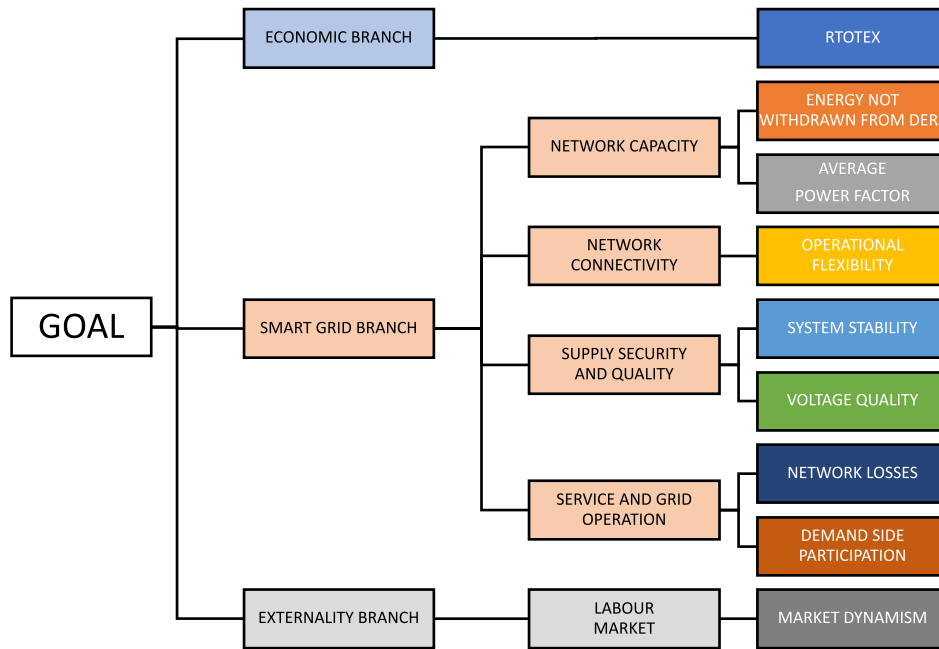 ECONOMIC BRANCH
RTOTEX
ENERGY NOT
WITHDRAWN FROM DER
NETWORK CAPACITY
AVERAGE
POWER FACTOR
NETWORK
CONNECTIVITY
OPERATIONAL
FLEXIBILITY
GOAL
SMART GRID BRANCH
SYSTEM STABILITY
SUPPLY SECURITY
AND QUALITY
VOLTAGE QUALITY
NETWORK LOSSES
SERVICE AND GRID
OPERATION
DEMAND SIDE
PARTICIPATION
EXTERNALITY BRANCH
LABOUR
MARKET
MARKET DYNAMISM